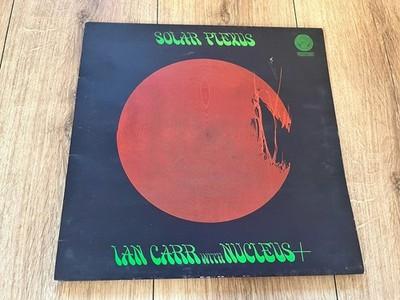 SOLAR PLEXUS
IAN CARR WITH NUCLEUS+